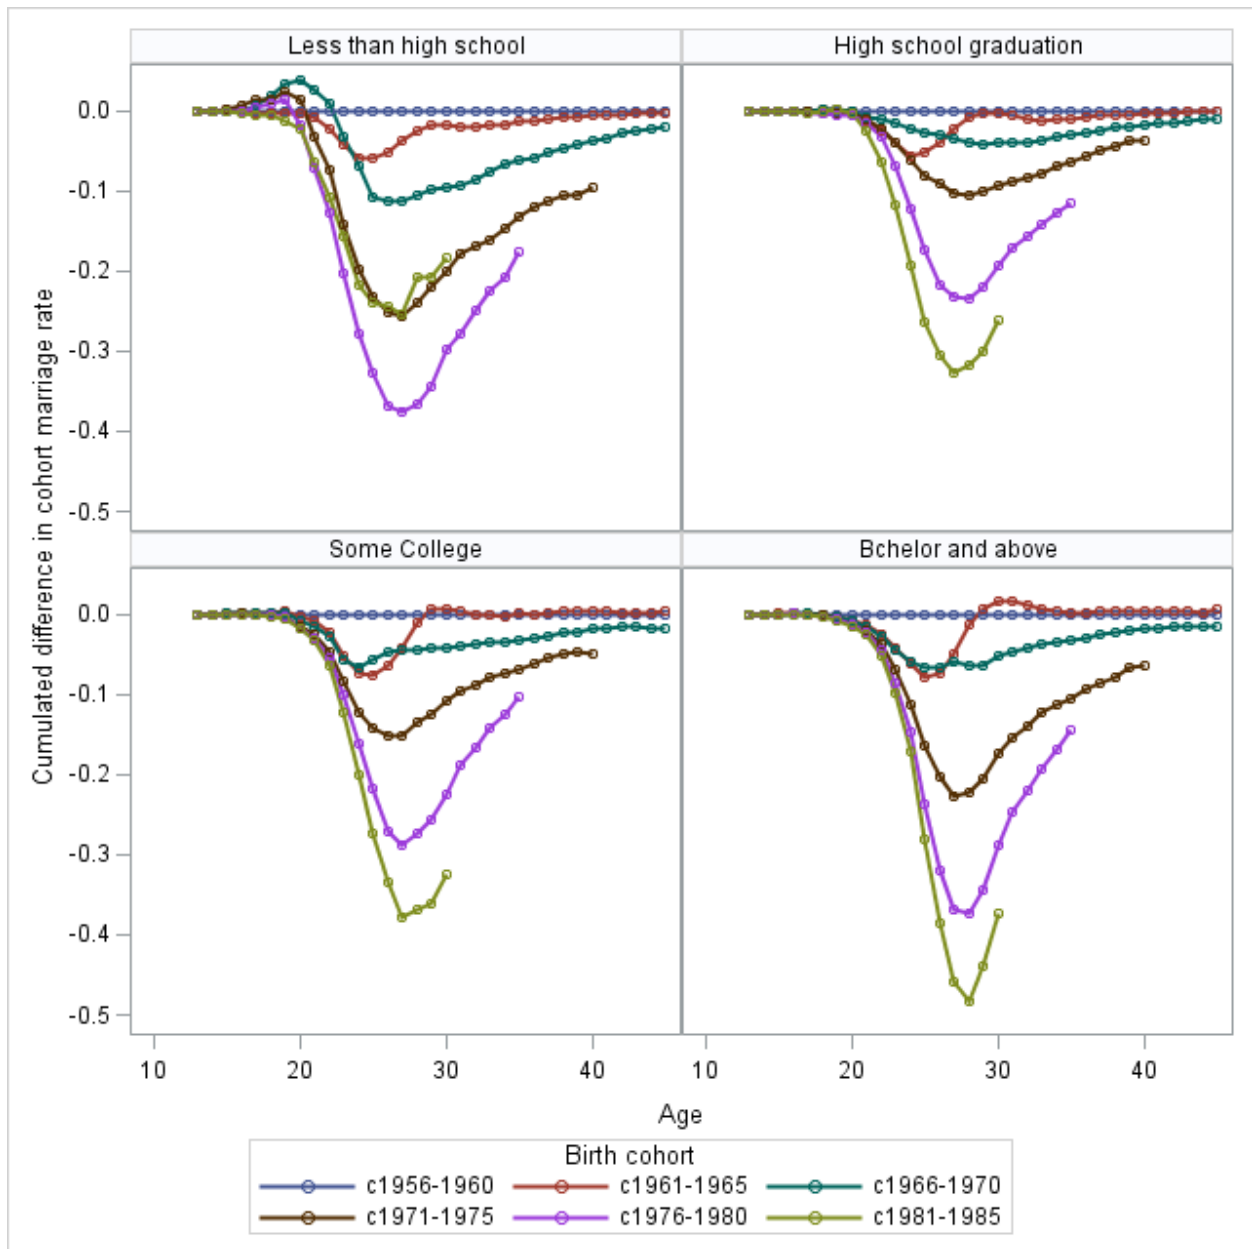 Less than high school
High school graduation
0.0
-0.1
-0.2
-0.3
-0.4
-0.5
Some College
Bchelor and above
0.0
-0.1
-0.2
-0.3
-0.4
-0.5
Cumulated difference in cohort marriage rate
10 20 30 40 10 20 30 40
Age
Birth cohort
c1956-1960 c1961-1965 c1966-1970
c1971-1975 c1976-1980 c1981-1985